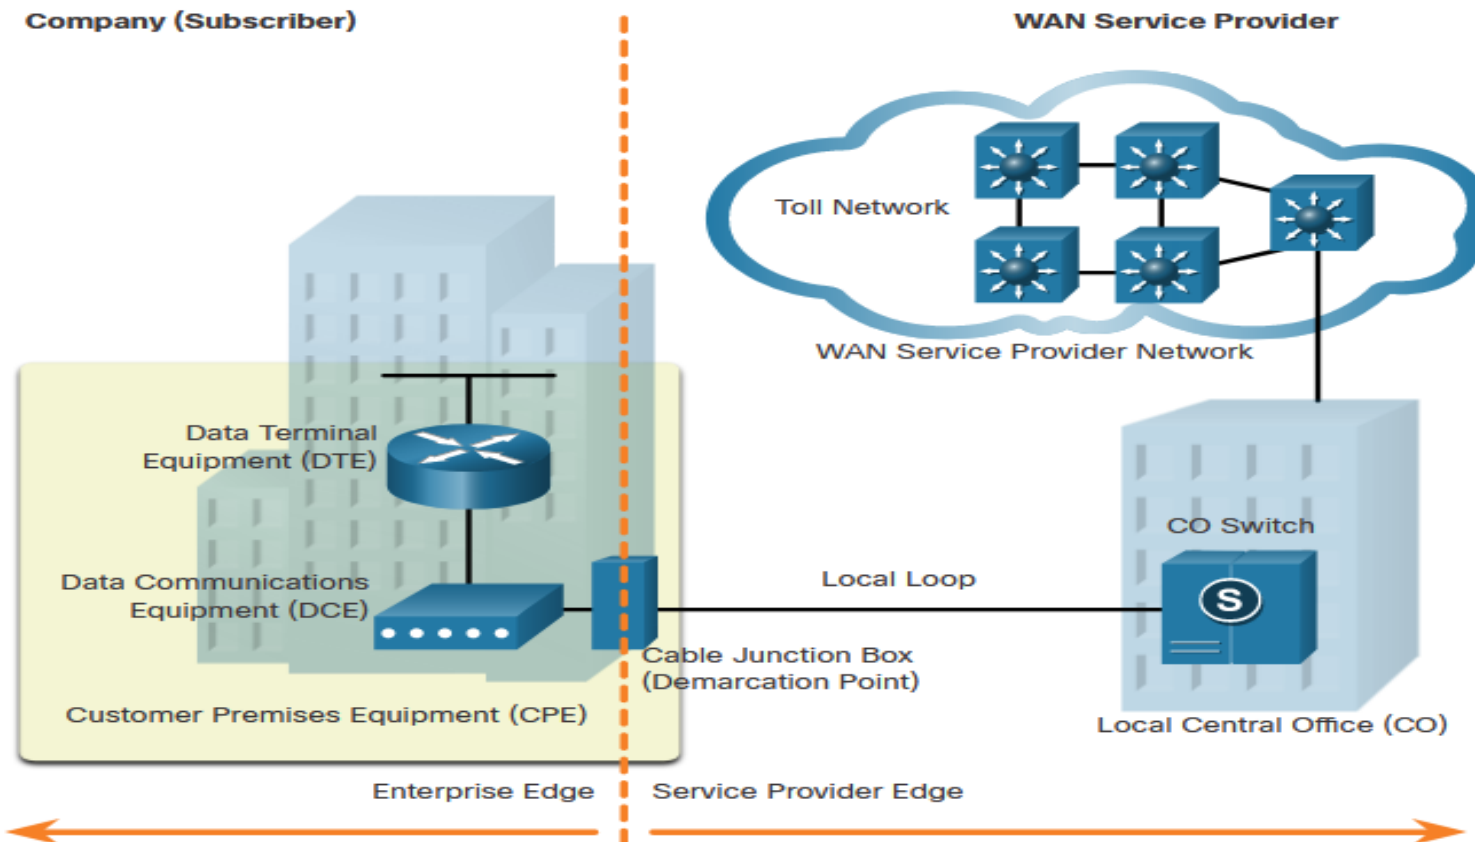 Company (Subscriber)
WAN Service Provider
Toll Network
WAN Service Provider Network
Data Terminal
Equipment (DTE)
CO Switch
S
Data Communications
Equipment (DCE)
Local Loop
Cable Junction Box
(Demarcation Point)
Customer Premises Equipment (CPE)
Local Central Office (CO)
Enterprise Edge
Service Provider Edge